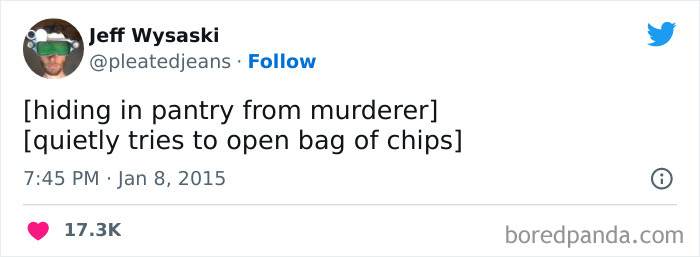 Jeff Wysaski
@pleatedjeans · Follow
[hiding in pantry from murderer]
[quietly tries to open bag of chips]
7:45 PM · Jan 8, 2015
17.3K
boredpanda.com